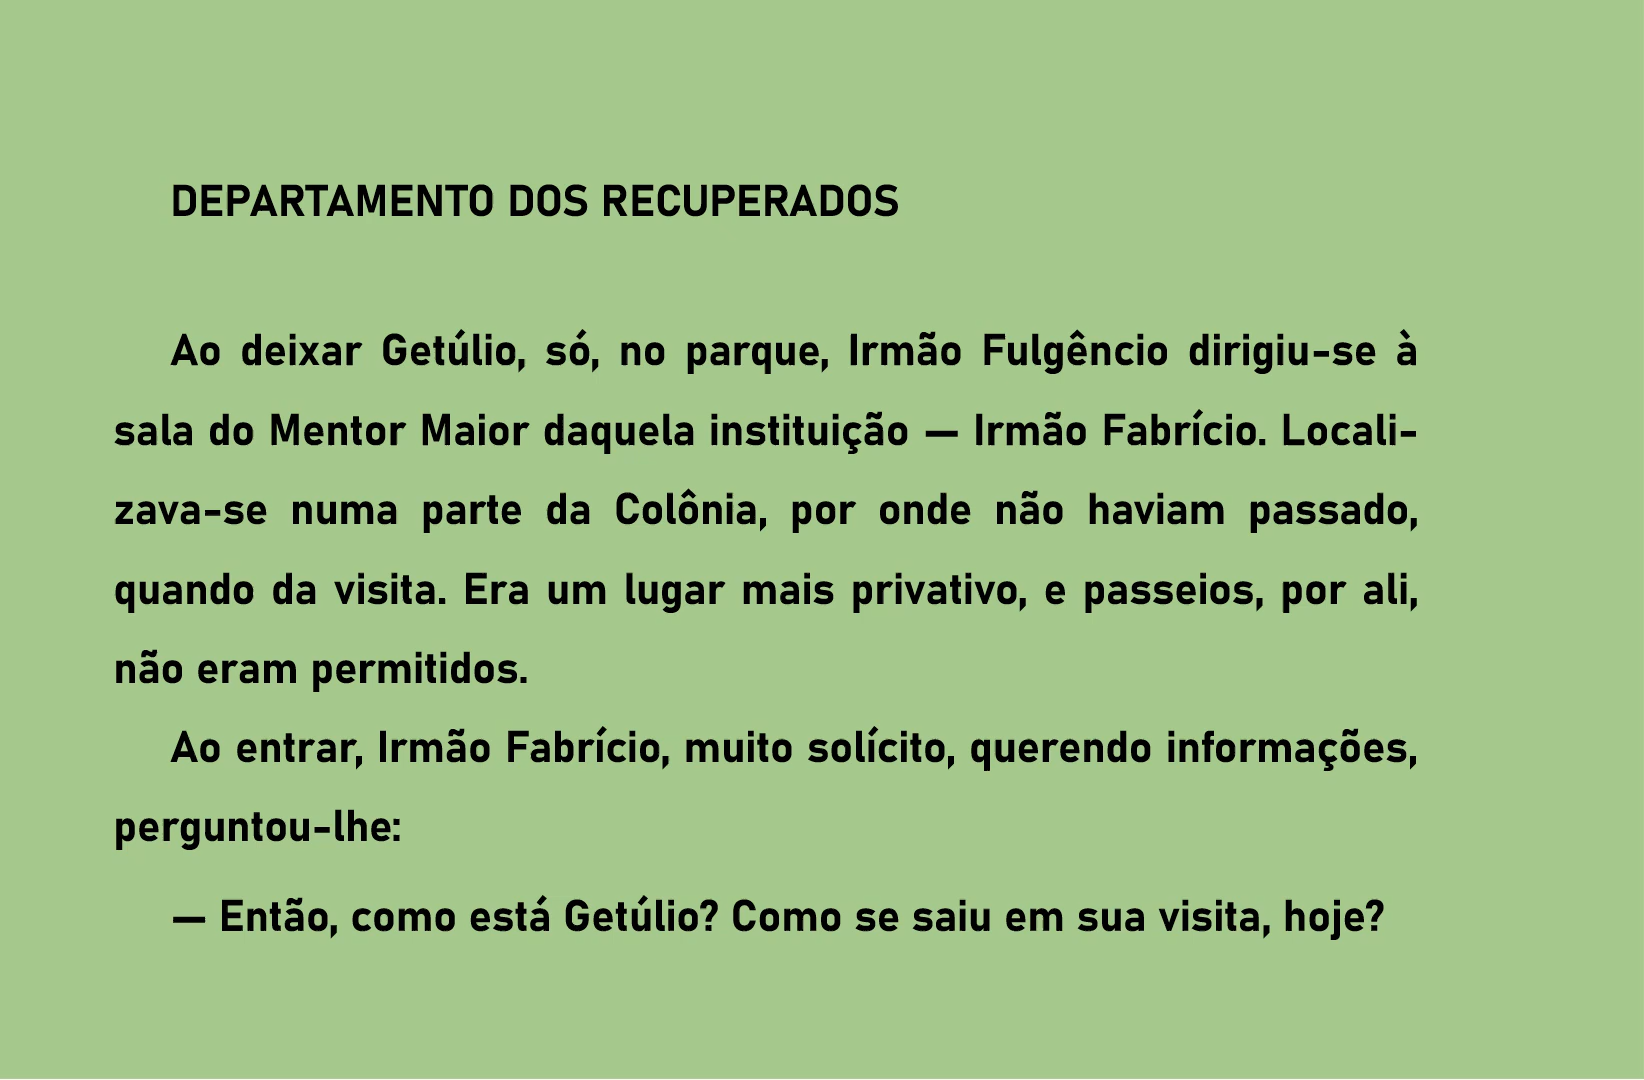 DEPARTAMENTO DOS RECUPERADOS
Ao deixar Getúlio, só, no parque, Irmão Fulgêncio dirigiu-se à
sala do Mentor Maior daquela instituição — Irmão Fabrício. Locali-
zava-se numa parte da Colônia, por onde não haviam passado,
quando da visita. Era um lugar mais privativo, e passeios, por ali,
não eram permitidos.
Ao entrar, Irmão Fabrício, muito solícito, querendo informações,
perguntou-lhe:
— Então, como está Getúlio? Como se saiu em sua visita, hoje?